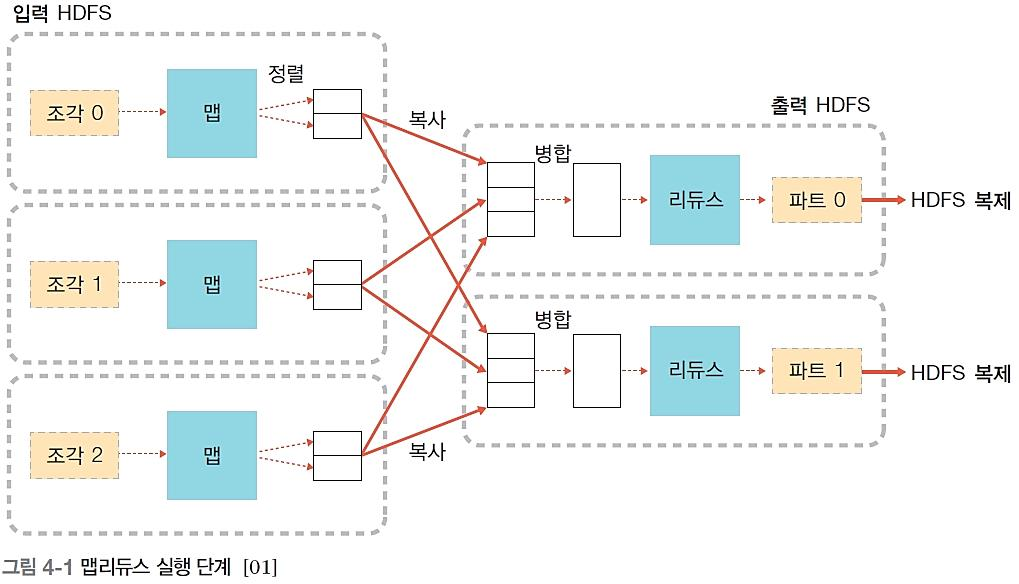 입력 HDFS
조각 0
맵
정렬
복사
조각 1
맵
조각 2
맵
복사
출력 HDFS
병합
리듀스
파트 0
HDFS 복제
병합
리듀스
파트 1
HDFS 복제
그림 4-1 맵리듀스 실행 단계 [01]